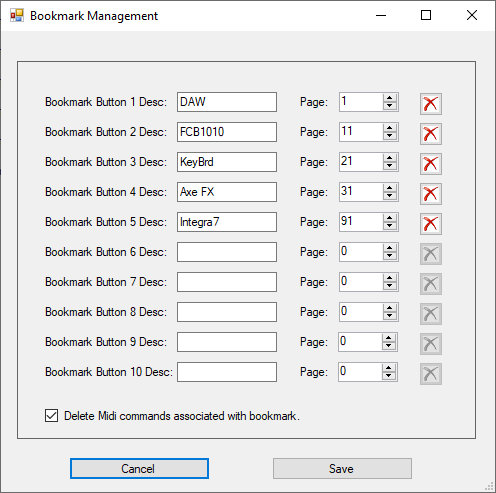 Bookmark Management
Bookmark Button 1 Desc: DAW Page: 1
Bookmark Button 2 Desc: FCB1010 Page: 11
Bookmark Button 3 Desc: KeyBrd Page: 21
Bookmark Button 4 Desc: Axe FX Page: 31
Bookmark Button 5 Desc: Integra7 Page: 91
Bookmark Button 6 Desc: Page: 0
Bookmark Button 7 Desc: Page: 0
Bookmark Button 8 Desc: Page: 0
Bookmark Button 9 Desc: Page: 0
Bookmark Button 10 Desc: Page: 0
Delete Midi commands associated with bookmark.
Cancel Save